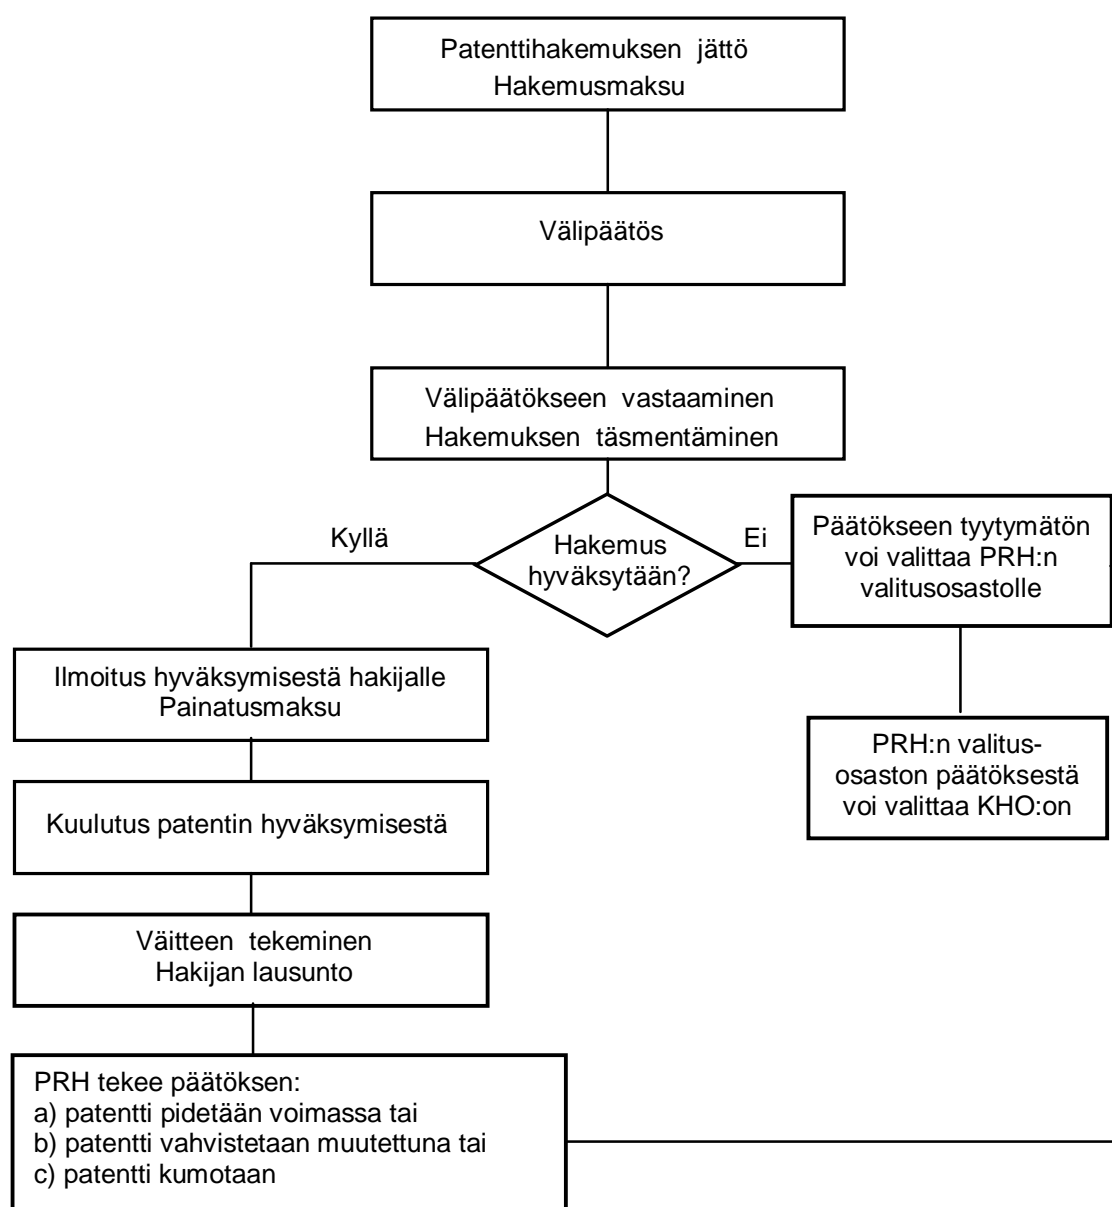 Patenttihakemuksen jättö
Hakemusmaksu
Välipäätös
Välipäätökseen vastaaminen
Hakemuksen täsmentäminen
Hakemus
hyväksytään?
Kyllä
Ei
Päätökseen tyytymätön
voi valittaa PRH:n
valitusosastolle
PRH:n valitus-
osaston päätöksestä
voi valittaa KHO:on
Ilmoitus hyväksymisestä hakijalle
Painatusmaksu
Kuulutus patentin hyväksymisestä
Väitteen tekeminen
Hakijan lausunto
PRH tekee päätöksen:
a) patentti pidetään voimassa tai
b) patentti vahvistetaan muutettuna tai
c) patentti kumotaan